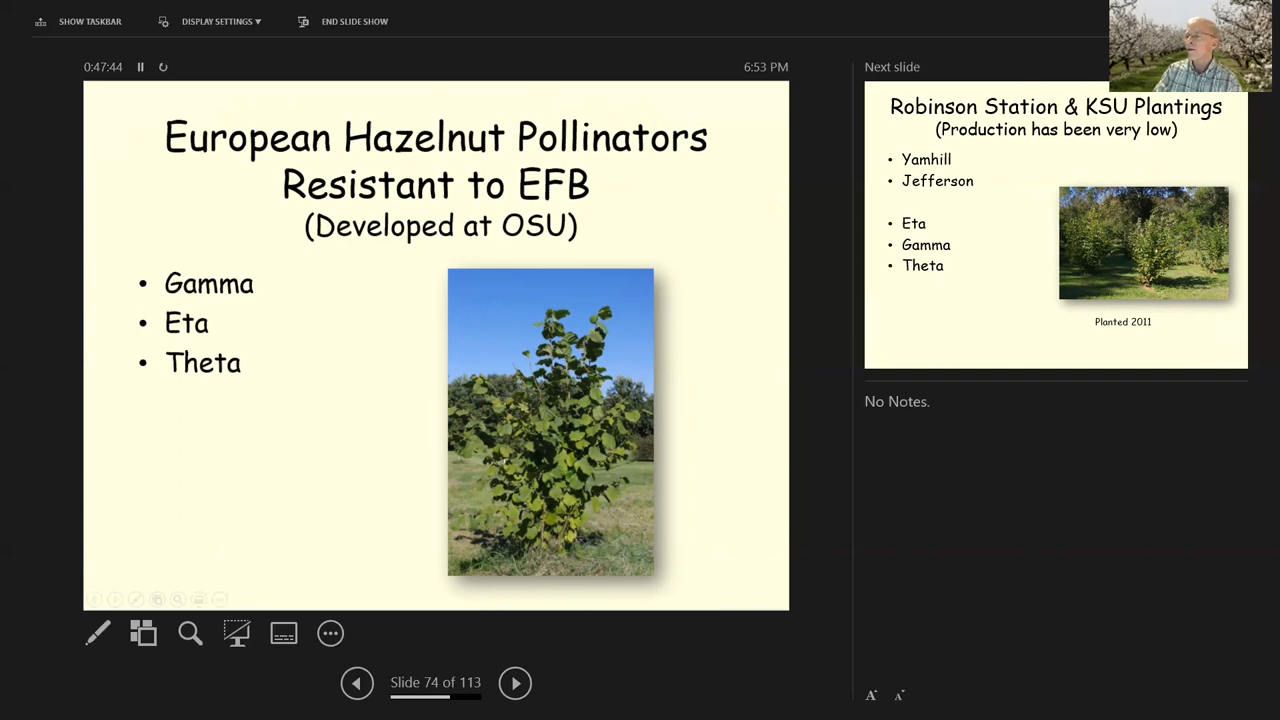 SHOW TASKBAR
DISPLAY SETTINGS ▼
END SLIDE SHOW
0:47:44
6:53 PM
European Hazelnut Pollinators
Resistant to EFB
(Developed at OSU)
• Gamma
• Eta
• Theta
Slide 74 of 113
Next slide
Robinson Station & KSU Plantings
(Production has been very low)
• Yamhill
• Jefferson
• Eta
• Gamma
• Theta
Planted 2011
No Notes.
A A